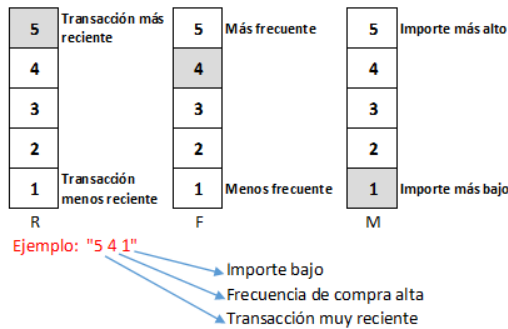 5 Transacción más reciente
4
3
2
1 Transacción menos reciente
R
5 Más frecuente
4
3
2
1 Menos frecuente
F
5 Importe más alto
4
3
2
1 Importe más bajo
M
Ejemplo: "5 4 1"
Importe bajo
Frecuencia de compra alta
Transacción muy reciente